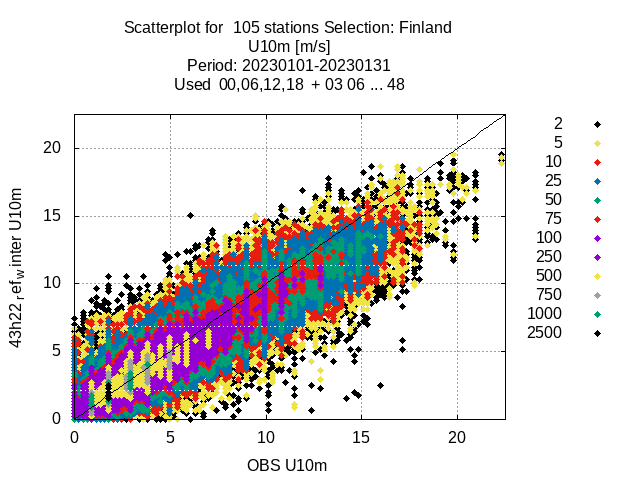 Scatterplot for 105 stations Selection: Finland
U10m [m/s]
Period: 20230101-20230131
Used 00,06,12,18 + 03 06 ... 48
2
5
10
25
50
75
100
250
500
750
1000
2500
20
15
10
5
0
43h22ᵣefwinter U10m
0 5 10 15 20
OBS U10m